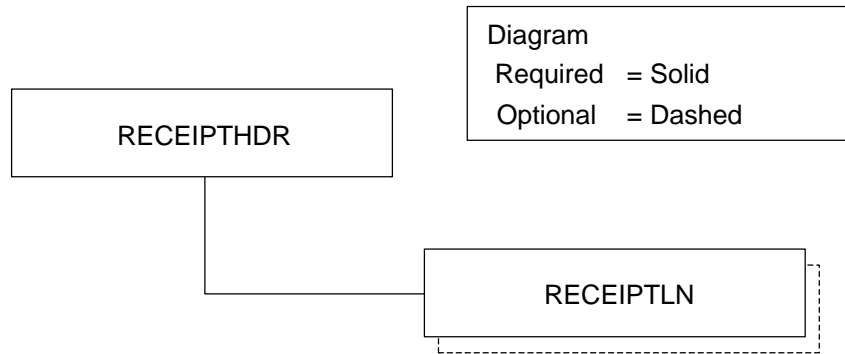 Diagram
Required = Solid
Optional = Dashed
RECEIPTHDR
RECEIPTLN